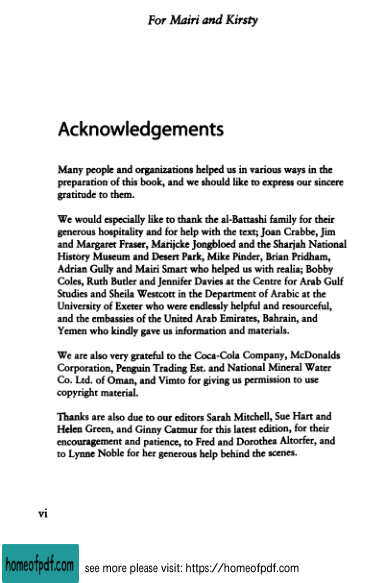 For Mairi and Kirsty
Acknowledgements
Many people and organizations helped us in various ways in the
preparation of this book, and we should like to express our sincere
gratitude to them.
We would especially like to thank the al-Battashi family for their
generous hospitality and for help with the text; Joan Crabbe, Jim
and Margaret Fraser, Marijcke Jongbloed and the Sharjah National
History Museum and Desert Park, Mike Pinder, Brian Pridham,
Adrian Gully and Mairi Smart who helped us with realia; Bobby
Coles, Ruth Butler and Jennifer Davies at the Centre for Arab Gulf
Studies and Sheila Westcott in the Department of Arabic at the
University of Exeter who were endlessly helpful and resourceful,
and the embassies of the United Arab Emirates, Bahrain, and
Yemen who kindly gave us information and materials.
We are also very grateful to the Coca-Cola Company, McDonalds
Corporation, Penguin Trading Est. and National Mineral Water
Co. Ltd. of Oman, and Vimto for giving us permission to use
copyright material.
Thanks are also due to our editors Sarah Mitchell, Sue Hart and
Helen Green, and Ginny Catmur for this latest edition, for their
encouragement and patience, to Fred and Dorothea Altorfer, and
to Lynne Noble for her generous help behind the scenes.
vi
homeofpdf.com see more please visit: https://homeofpdf.com